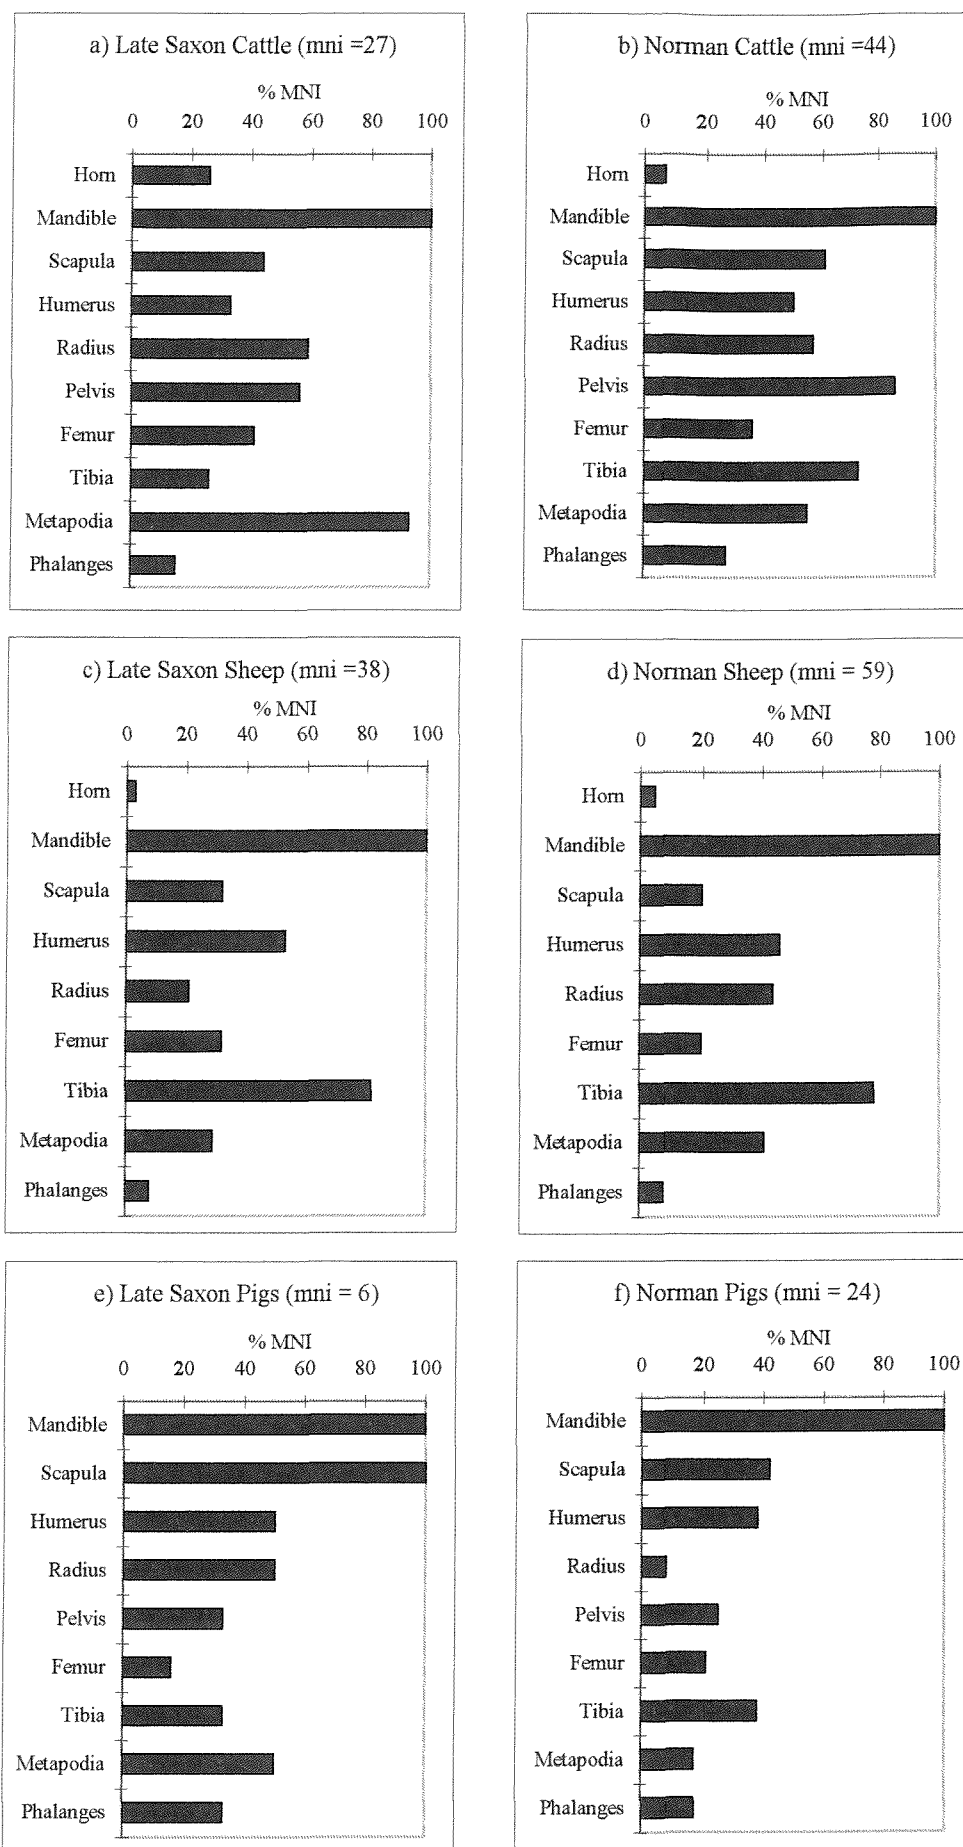 a) Late Saxon Cattle (mni =27)
% MNI
0 20 40 60 80 100
Horn
Mandible
Scapula
Humerus
Radius
Pelvis
Femur
Tibia
Metapodia
Phalanges
b) Norman Cattle (mni =44)
% MNI
0 20 40 60 80 100
Horn
Mandible
Scapula
Humerus
Radius
Pelvis
Femur
Tibia
Metapodia
Phalanges
c) Late Saxon Sheep (mni =38)
% MNI
0 20 40 60 80 100
Horn
Mandible
Scapula
Humerus
Radius
Femur
Tibia
Metapodia
Phalanges
d) Norman Sheep (mni = 59)
% MNI
0 20 40 60 80 100
Horn
Mandible
Scapula
Humerus
Radius
Femur
Tibia
Metapodia
Phalanges
e) Late Saxon Pigs (mni = 6)
% MNI
0 20 40 60 80 100
Mandible
Scapula
Humerus
Radius
Pelvis
Femur
Tibia
Metapodia
Phalanges
f) Norman Pigs (mni = 24)
% MNI
0 20 40 60 80 100
Mandible
Scapula
Humerus
Radius
Pelvis
Femur
Tibia
Metapodia
Phalanges